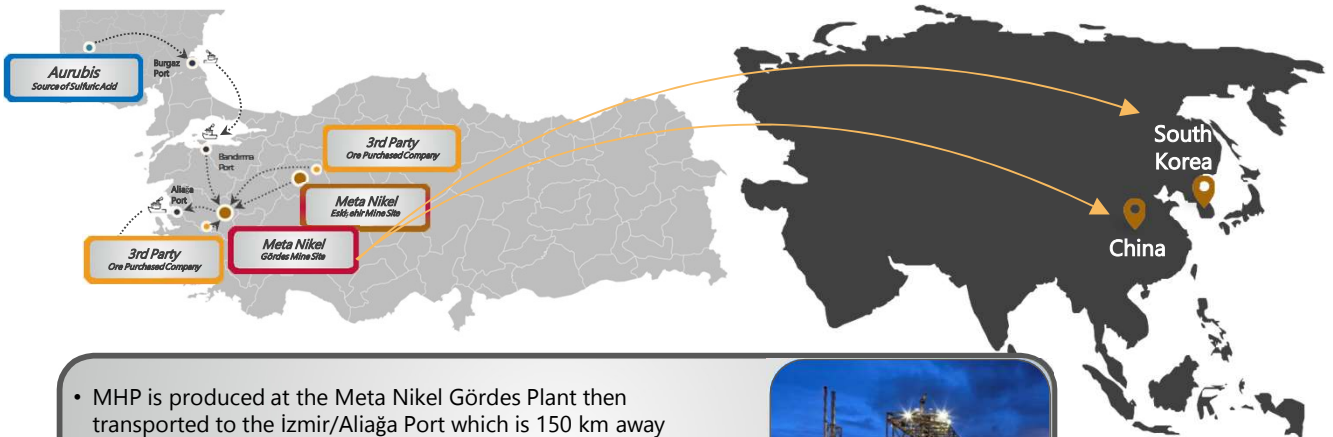 Aurubis
Source of Sulfuric Acid
Burgaz
Port
Bandırma
Port
Aliağa
Port
3rd Party
Ore Purchased Company
Meta Nikel
Eskişehir Mine Site
Meta Nikel
Gördes Mine Site
3rd Party
Ore Purchased Company
South
Korea
China
• MHP is produced at the Meta Nikel Gördes Plant then
transported to the İzmir/Aliağa Port which is 150 km away